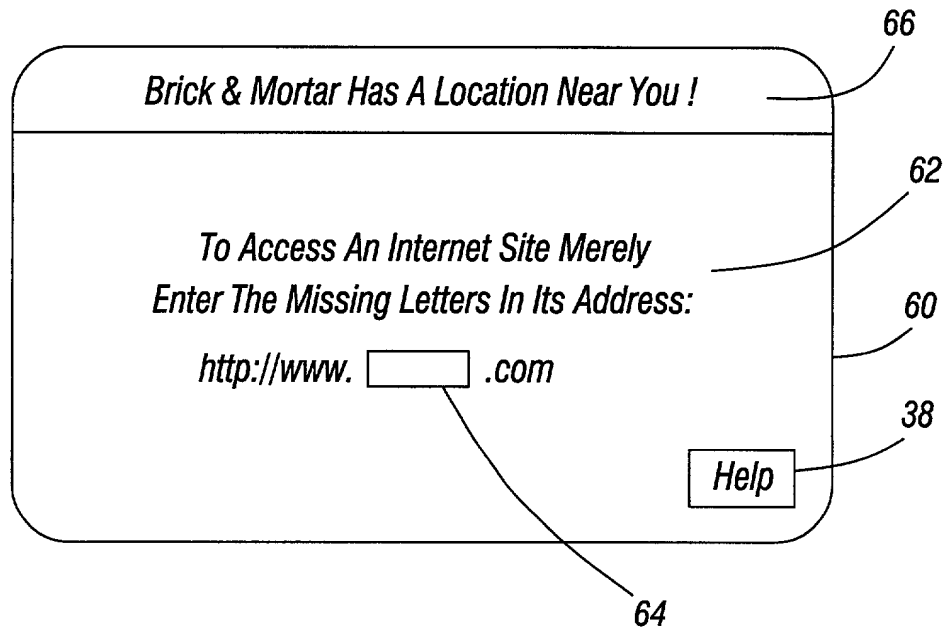 66
Brick & Mortar Has A Location Near You !
62
To Access An Internet Site Merely
Enter The Missing Letters In Its Address:
60
http://www. .com
38
Help
64